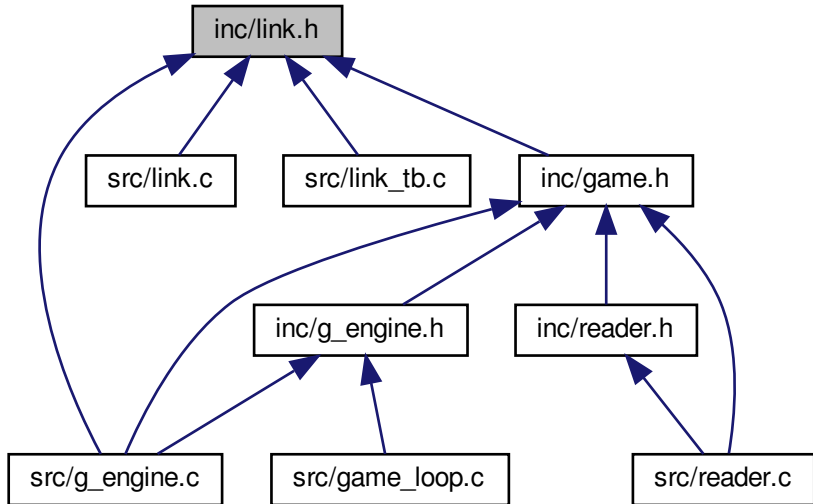 inc/link.h
src/link.c
src/link_tb.c
inc/game.h
inc/g_engine.h
inc/reader.h
src/g_engine.c
src/game_loop.c
src/reader.c